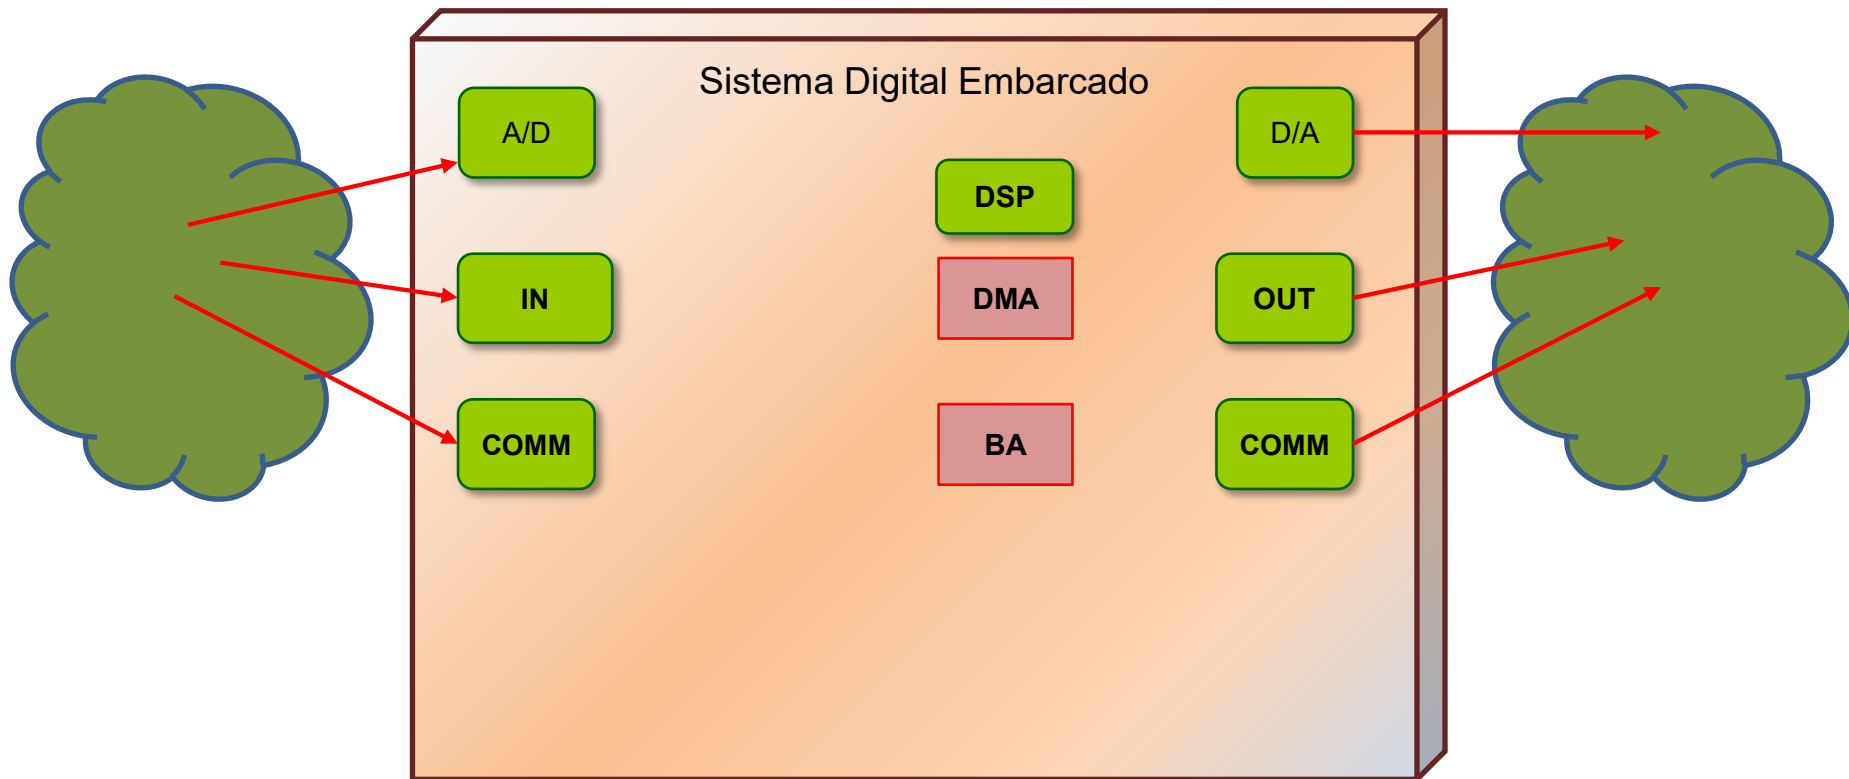 Sistema Digital Embarcado
A/D
D/A
DSP
IN
DMA
OUT
COMM
BA
COMM